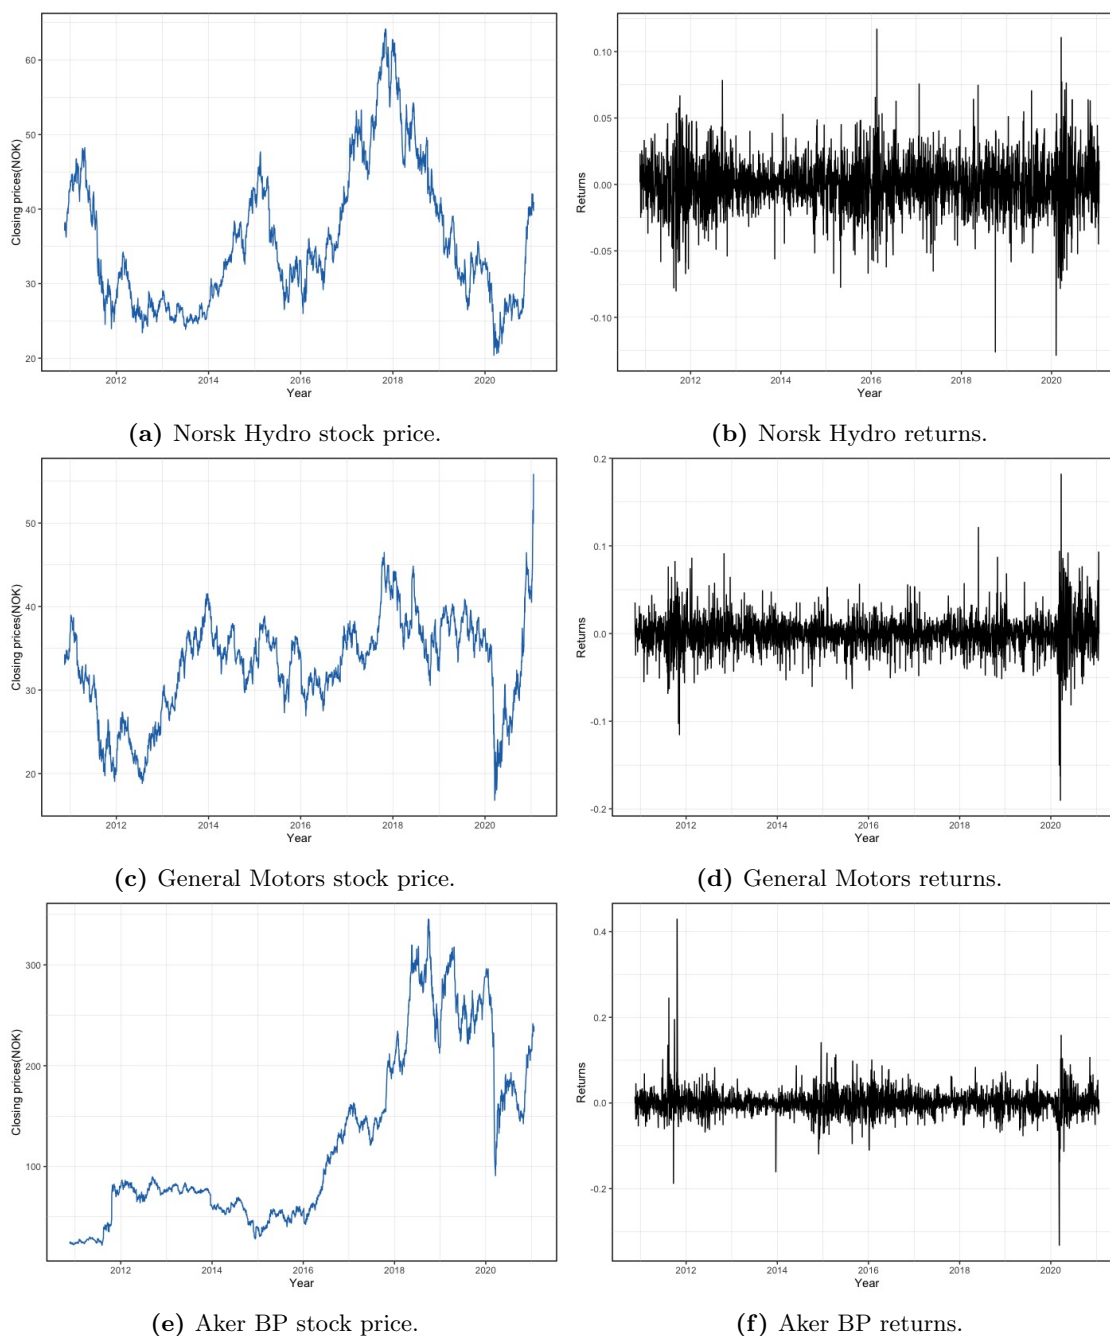 60
50
40
30
20
Closing prices(NOK)
2012 2014 2016 2018 2020
Year
0.10
0.05
0.00
-0.05
-0.10
Returns
2012 2014 2016 2018 2020
Year
(a) Norsk Hydro stock price.
(b) Norsk Hydro returns.
50
40
30
20
Closing prices(NOK)
2012 2014 2016 2018 2020
Year
0.2
0.1
0.0
-0.1
-0.2
Returns
2012 2014 2016 2018 2020
Year
(c) General Motors stock price.
(d) General Motors returns.
300
200
100
Closing prices(NOK)
2012 2014 2016 2018 2020
Year
0.4
0.2
0.0
-0.2
Returns
2012 2014 2016 2018 2020
Year
(e) Aker BP stock price.
(f) Aker BP returns.